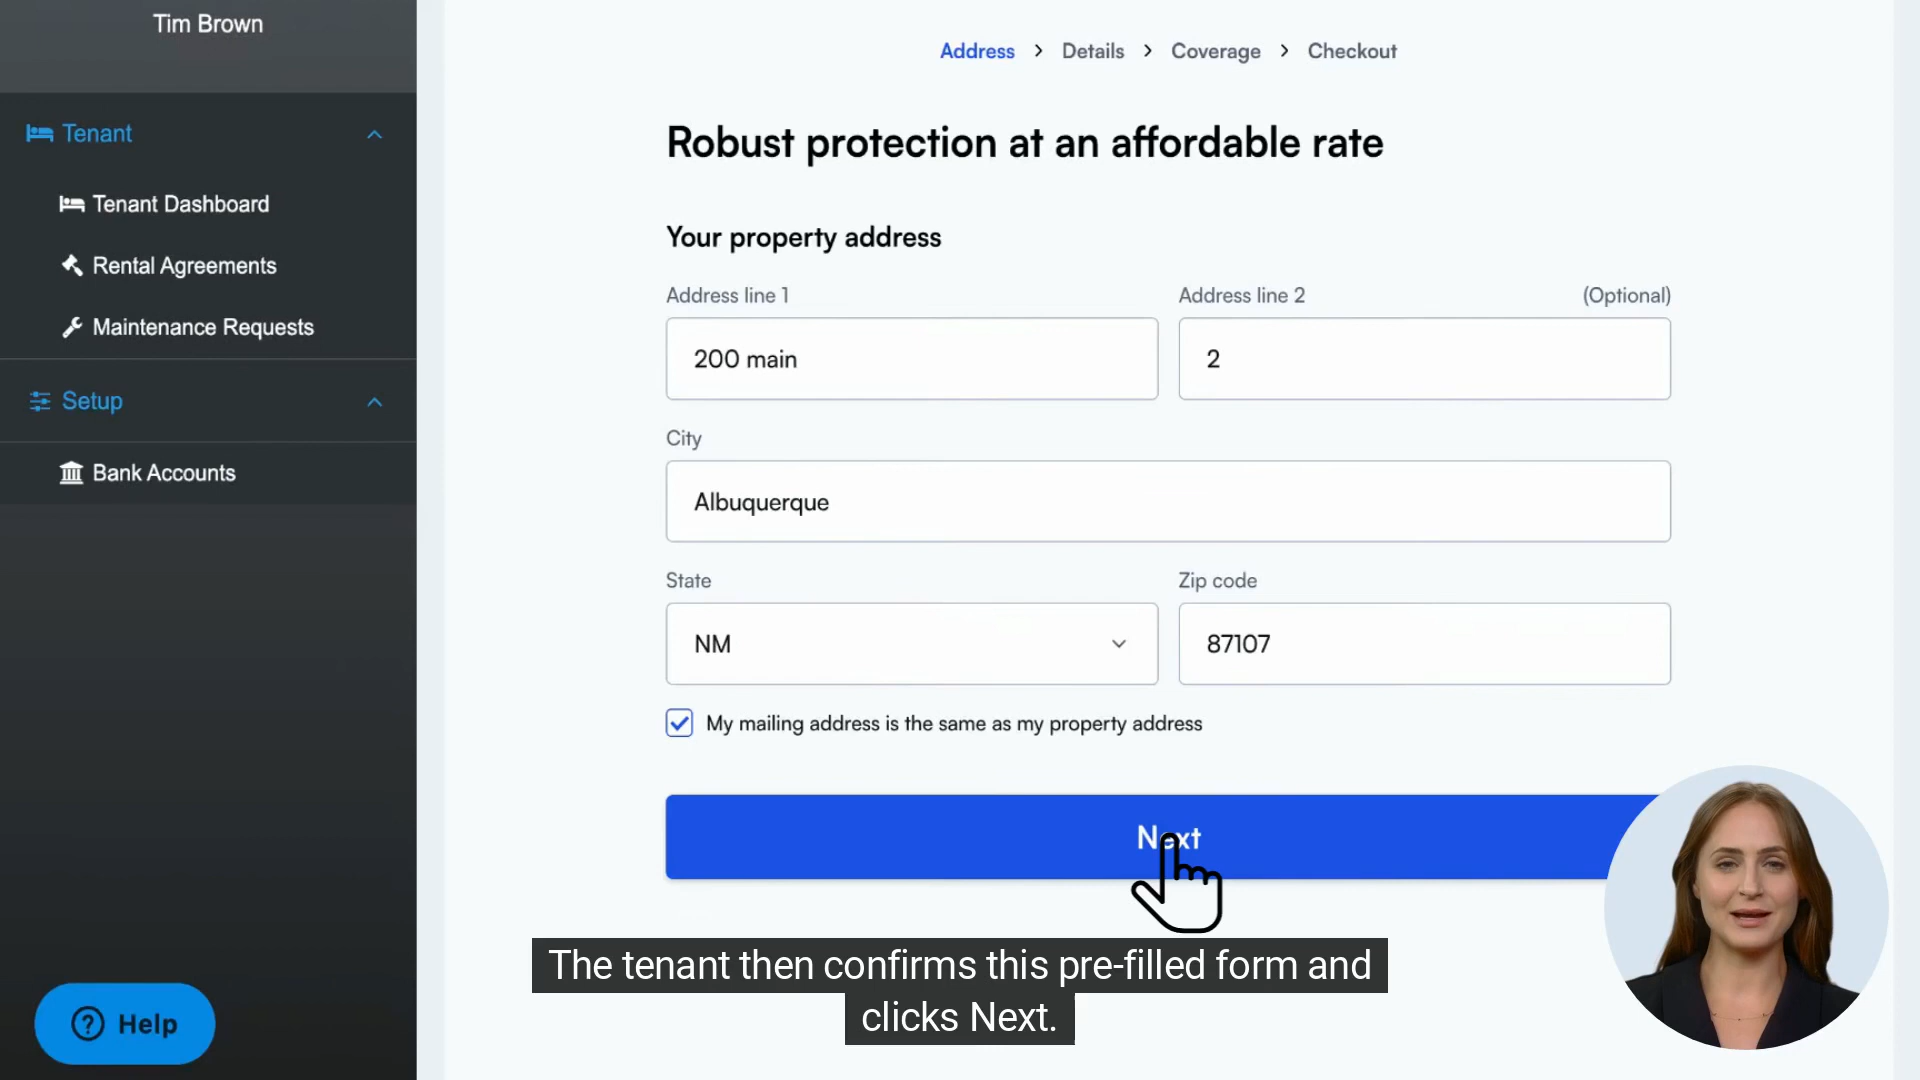 Tim Brown
Tenant
Tenant Dashboard
Rental Agreements
Maintenance Requests
Setup
Bank Accounts
Help
Address > Details > Coverage > Checkout
Robust protection at an affordable rate
Your property address
Address line 1
Address line 2 (Optional)
200 main
2
City
Albuquerque
State
Zip code
NM
87107
My mailing address is the same as my property address
Next
The tenant then confirms this pre-filled form and
clicks Next.